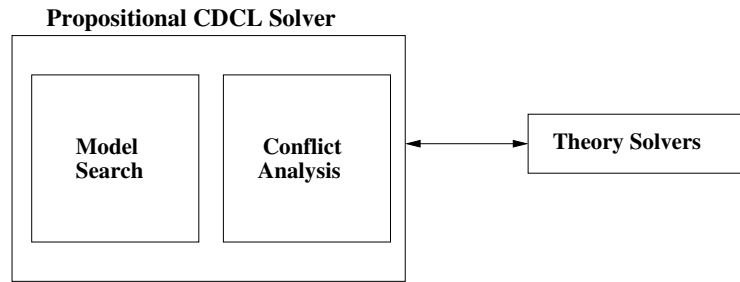 Propositional CDCL Solver
Model
Search
Conflict
Analysis
Theory Solvers